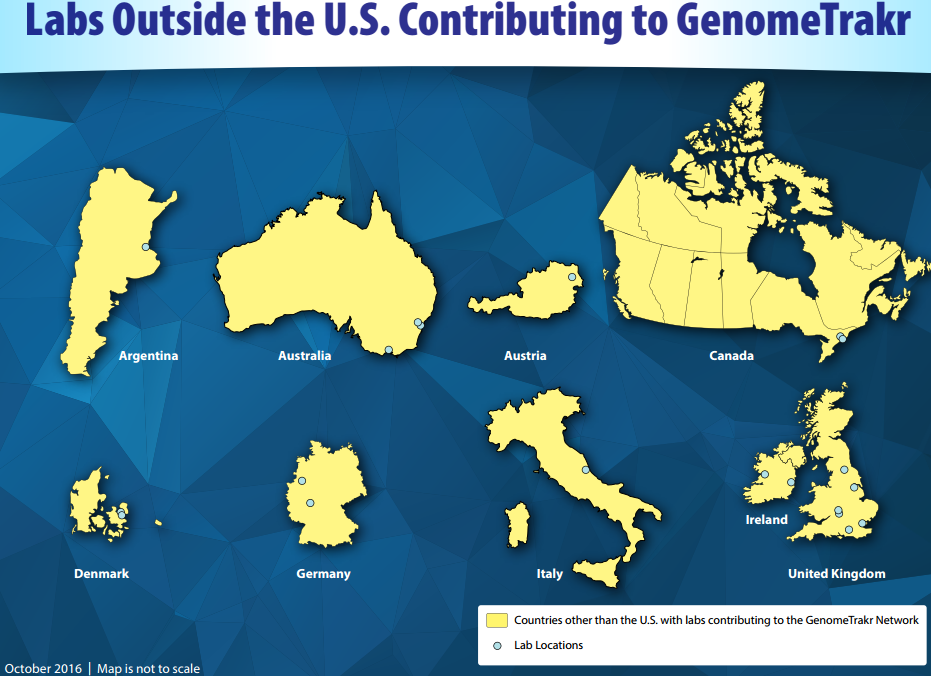 Labs Outside the U.S. Contributing to GenomeTrakr
Argentina
Australia
Austria
Canada
Denmark
Germany
Italy
Ireland
United Kingdom
Countries other than the U.S. with labs contributing to the GenomeTrakr Network
Lab Locations
October 2016 | Map is not to scale